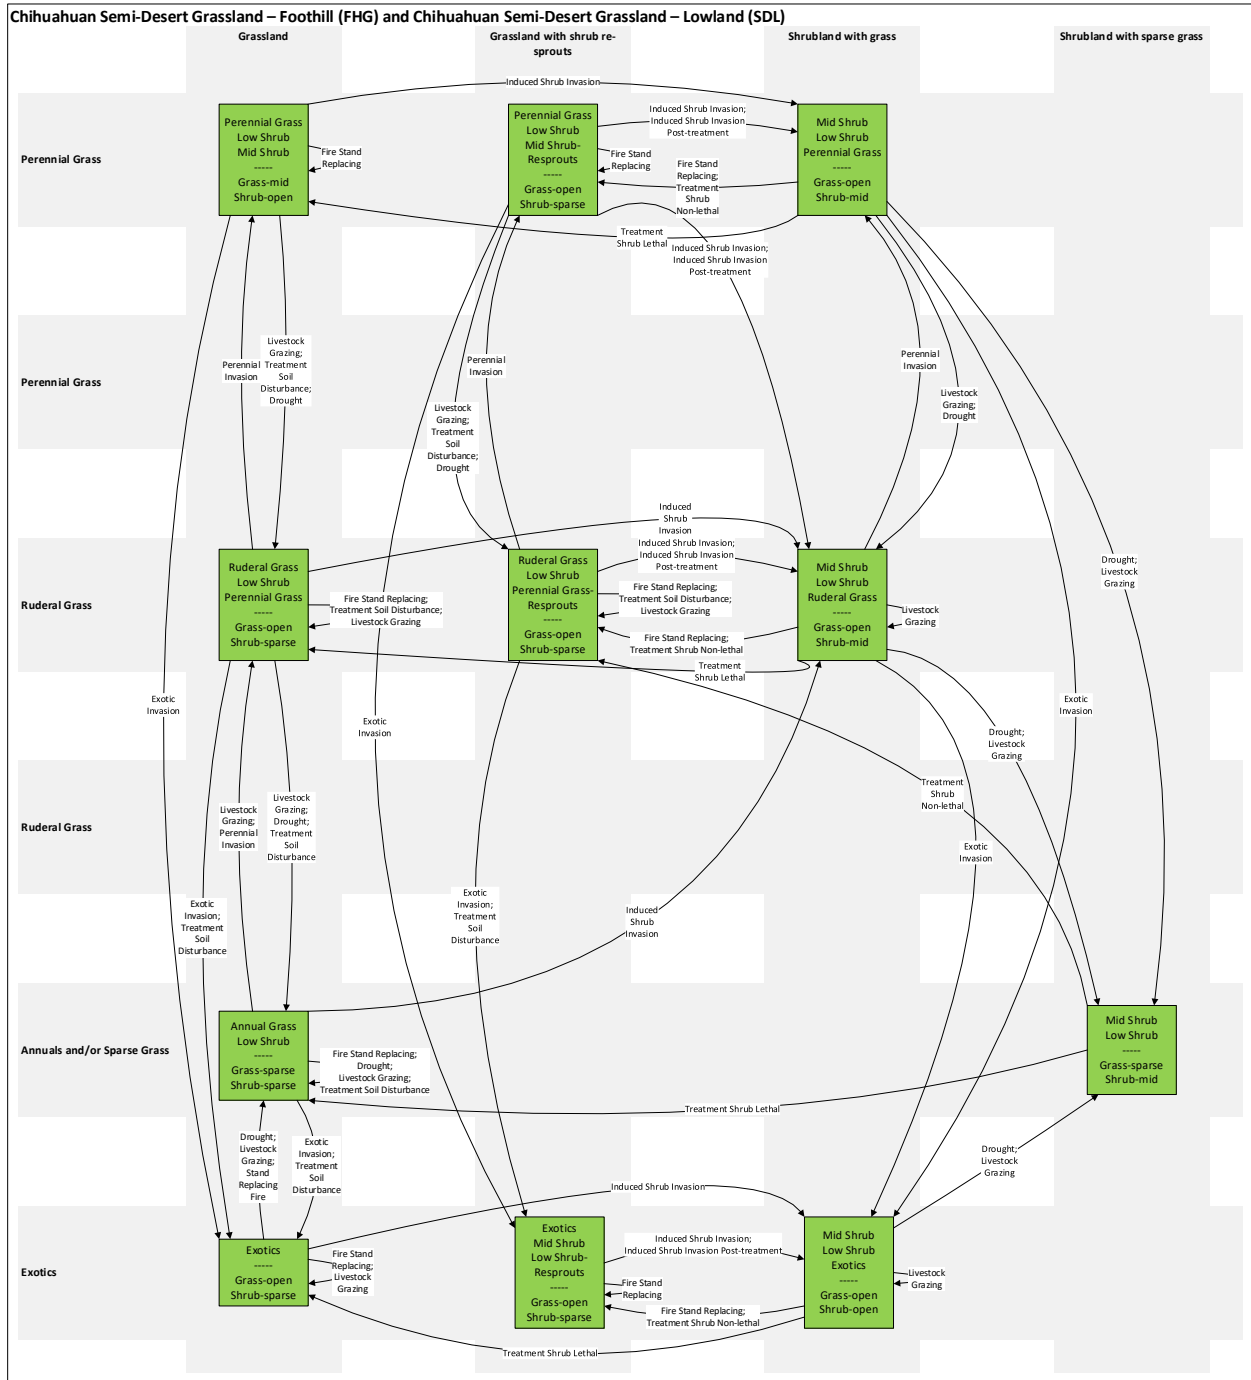 Chihuahuan Semi-Desert Grassland – Foothill (FHG) and Chihuahuan Semi-Desert Grassland – Lowland (SDL)
Grassland
Grassland with shrub re-
sprouts
Shrubland with grass
Shrubland with sparse grass
Induced Shrub Invasion
Perennial Grass
Perennial Grass
Low Shrub
Mid Shrub
-----
Grass-mid
Shrub-open
Fire Stand
Replacing
Perennial Grass
Low Shrub
Mid Shrub-
Resprouts
-----
Grass-open
Shrub-sparse
Fire Stand
Replacing
Induced Shrub Invasion;
Induced Shrub Invasion
Post-treatment
Fire Stand
Replacing;
Treatment
Shrub
Non-lethal
Mid Shrub
Low Shrub
Perennial Grass
-----
Grass-open
Shrub-mid
Treatment
Shrub Lethal
Induced Shrub Invasion;
Induced Shrub Invasion
Post-treatment
Perennial Grass
Perennial
Invasion
Livestock
Grazing;
Treatment
Soil
Disturbance;
Drought
Perennial
Invasion
Livestock
Grazing;
Treatment
Soil
Disturbance;
Drought
Perennial
Invasion
Livestock
Grazing;
Drought
Induced
Shrub
Invasion
Induced Shrub Invasion;
Induced Shrub Invasion
Post-treatment
Drought;
Livestock
Grazing
Ruderal Grass
Ruderal Grass
Low Shrub
Perennial Grass
-----
Grass-open
Shrub-sparse
Fire Stand Replacing;
Treatment Soil Disturbance;
Livestock Grazing
Ruderal Grass
Low Shrub
Perennial Grass-
Resprouts
-----
Grass-open
Shrub-sparse
Fire Stand Replacing;
Treatment Soil Disturbance;
Livestock Grazing
Fire Stand Replacing;
Treatment Shrub Non-lethal
Mid Shrub
Low Shrub
Ruderal Grass
-----
Grass-open
Shrub-mid
Livestock
Grazing
Treatment
Shrub Lethal
Exotic
Invasion
Exotic
Invasion
Exotic
Invasion
Drought;
Livestock
Grazing
Treatment
Shrub
Non-lethal
Ruderal Grass
Livestock
Grazing;
Perennial
Invasion
Livestock
Grazing;
Drought;
Treatment
Soil
Disturbance
Exotic
Invasion
Exotic
Invasion;
Treatment
Soil
Disturbance
Exotic
Invasion;
Treatment
Soil
Disturbance
Induced
Shrub
Invasion
Annuals and/or Sparse Grass
Annual Grass
Low Shrub
-----
Grass-sparse
Shrub-sparse
Fire Stand Replacing;
Drought;
Livestock Grazing;
Treatment Soil Disturbance
Mid Shrub
Low Shrub
-----
Grass-sparse
Shrub-mid
Treatment Shrub Lethal
Drought;
Livestock
Grazing;
Stand
Replacing
Fire
Exotic
Invasion;
Treatment
Soil
Disturbance
Drought;
Livestock
Grazing
Induced Shrub Invasion
Exotics
Exotics
-----
Grass-open
Shrub-sparse
Fire Stand
Replacing;
Livestock
Grazing
Exotics
Mid Shrub
Low Shrub-
Resprouts
-----
Grass-open
Shrub-sparse
Induced Shrub Invasion;
Induced Shrub Invasion Post-treatment
Fire Stand
Replacing
Fire Stand Replacing;
Treatment Shrub Non-lethal
Mid Shrub
Low Shrub
Exotics
-----
Grass-open
Shrub-open
Livestock
Grazing
Treatment Shrub Lethal